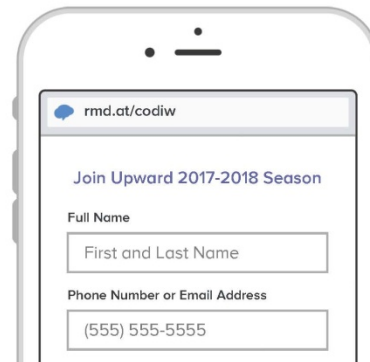 rmd.at/codiw
Join Upward 2017-2018 Season
Full Name
First and Last Name
Phone Number or Email Address
(555) 555-5555